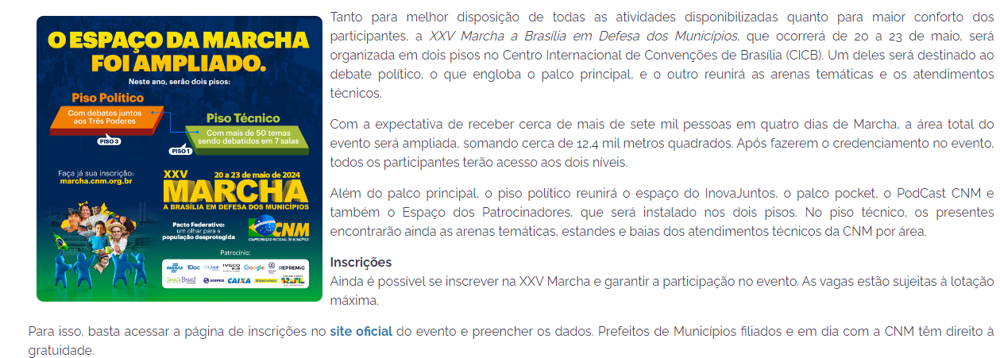 O ESPAÇO DA MARCHA
FOI AMPLIADO.
Neste ano, serão dois pisos:
Piso Político
Com debates juntos
aos Três Poderes
PISO 3
Piso Técnico
Com mais de 50 temas
sendo debatidos em 7 salas
PISO 1
Faça já sua inscrição:
marcha.cnm.org.br
XXV
20 a 23 de maio de 2024
MARCHA
A BRASÍLIA EM DEFESA DOS MUNICÍPIOS
Pacto Federativo:
um olhar para a
população desprotegida
CNM
CONFEDERAÇÃO NACIONAL DE MUNICÍPIOS
Patrocínio:
SEBRAE
1Doc
Citytech
IVECO
BUS
Google
REPREMIG
SERPRO
CAIXA
BRASIL
Tanto para melhor disposição de todas as atividades disponibilizadas quanto para maior conforto dos
participantes, a XXV Marcha a Brasília em Defesa dos Municípios, que ocorrerá de 20 a 23 de maio, será
organizada em dois pisos no Centro Internacional de Convenções de Brasília (CICB). Um deles será destinado ao
debate político, o que engloba o palco principal, e o outro reunirá as arenas temáticas e os atendimentos
técnicos.
Com a expectativa de receber cerca de mais de sete mil pessoas em quatro dias de Marcha, a área total do
evento será ampliada, somando cerca de 12,4 mil metros quadrados. Após fazerem o credenciamento no evento,
todos os participantes terão acesso aos dois níveis.
Além do palco principal, o piso político reunirá o espaço do InovaJuntos, o palco pocket, o PodCast CNM e
também o Espaço dos Patrocinadores, que será instalado nos dois pisos. No piso técnico, os presentes
encontrarão ainda as arenas temáticas, estandes e baias dos atendimentos técnicos da CNM por área.
Inscrições
Ainda é possível se inscrever na XXV Marcha e garantir a participação no evento. As vagas estão sujeitas à lotação
máxima.
Para isso, basta acessar a página de inscrições no site oficial do evento e preencher os dados. Prefeitos de Municípios filiados e em dia com a CNM têm direito à
gratuidade.